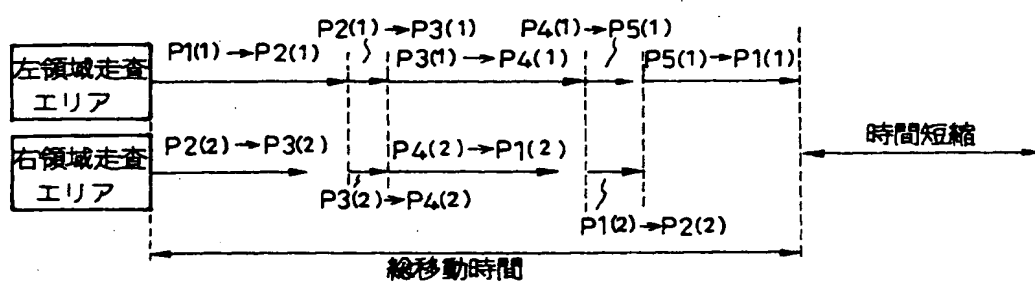 P2(1)→P3(1) P4(1)→P5(1)
左領域走査
エリア
P1(1)→P2(1) P3(1)→P4(1) P5(1)→P1(1)
右領域走査
エリア
P2(2)→P3(2) P4(2)→P1(2)
時間短縮
P3(2)→P4(2)
P1(2)→P2(2)
総移動時間